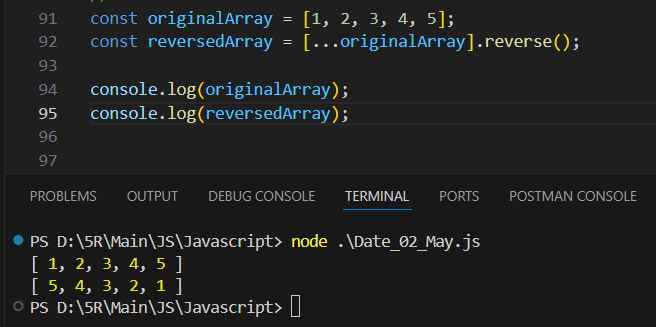 91 const originalArray = [1, 2, 3, 4, 5];
92 const reversedArray = [...originalArray].reverse();
93
94 console.log(originalArray);
95 console.log(reversedArray);
96
97
PROBLEMS OUTPUT DEBUG CONSOLE TERMINAL PORTS POSTMAN CONSOLE
PS D:\5R\Main\JS\Javascript> node .\Date_02_May.js
[ 1, 2, 3, 4, 5 ]
[ 5, 4, 3, 2, 1 ]
PS D:\5R\Main\JS\Javascript>